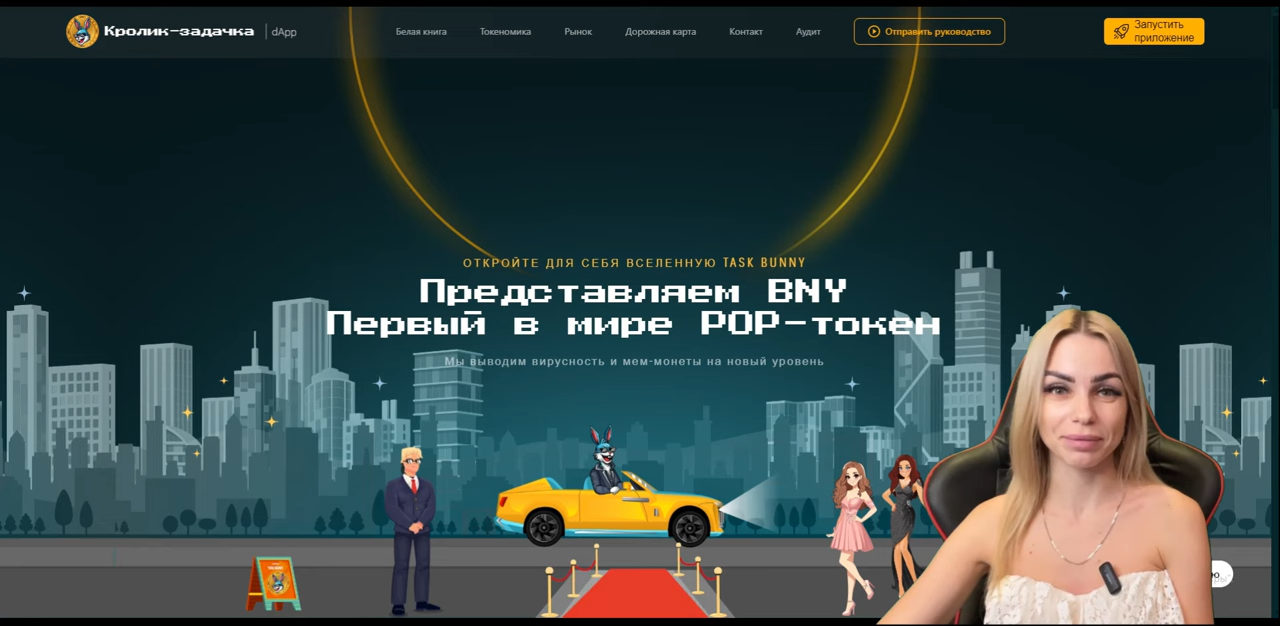 Кролик-задачка
dApp
Белая книга
Токеномика
Рынок
Дорожная карта
Контакт
Аудит
Отправить руководство
Запустить
приложение
ОТКРОЙТЕ ДЛЯ СЕБЯ ВСЕЛЕННУЮ TASK BUNNY
Представляем BNY
Первый в мире POP-токен
Мы выводим вирусность и мем-монеты на новый уровень